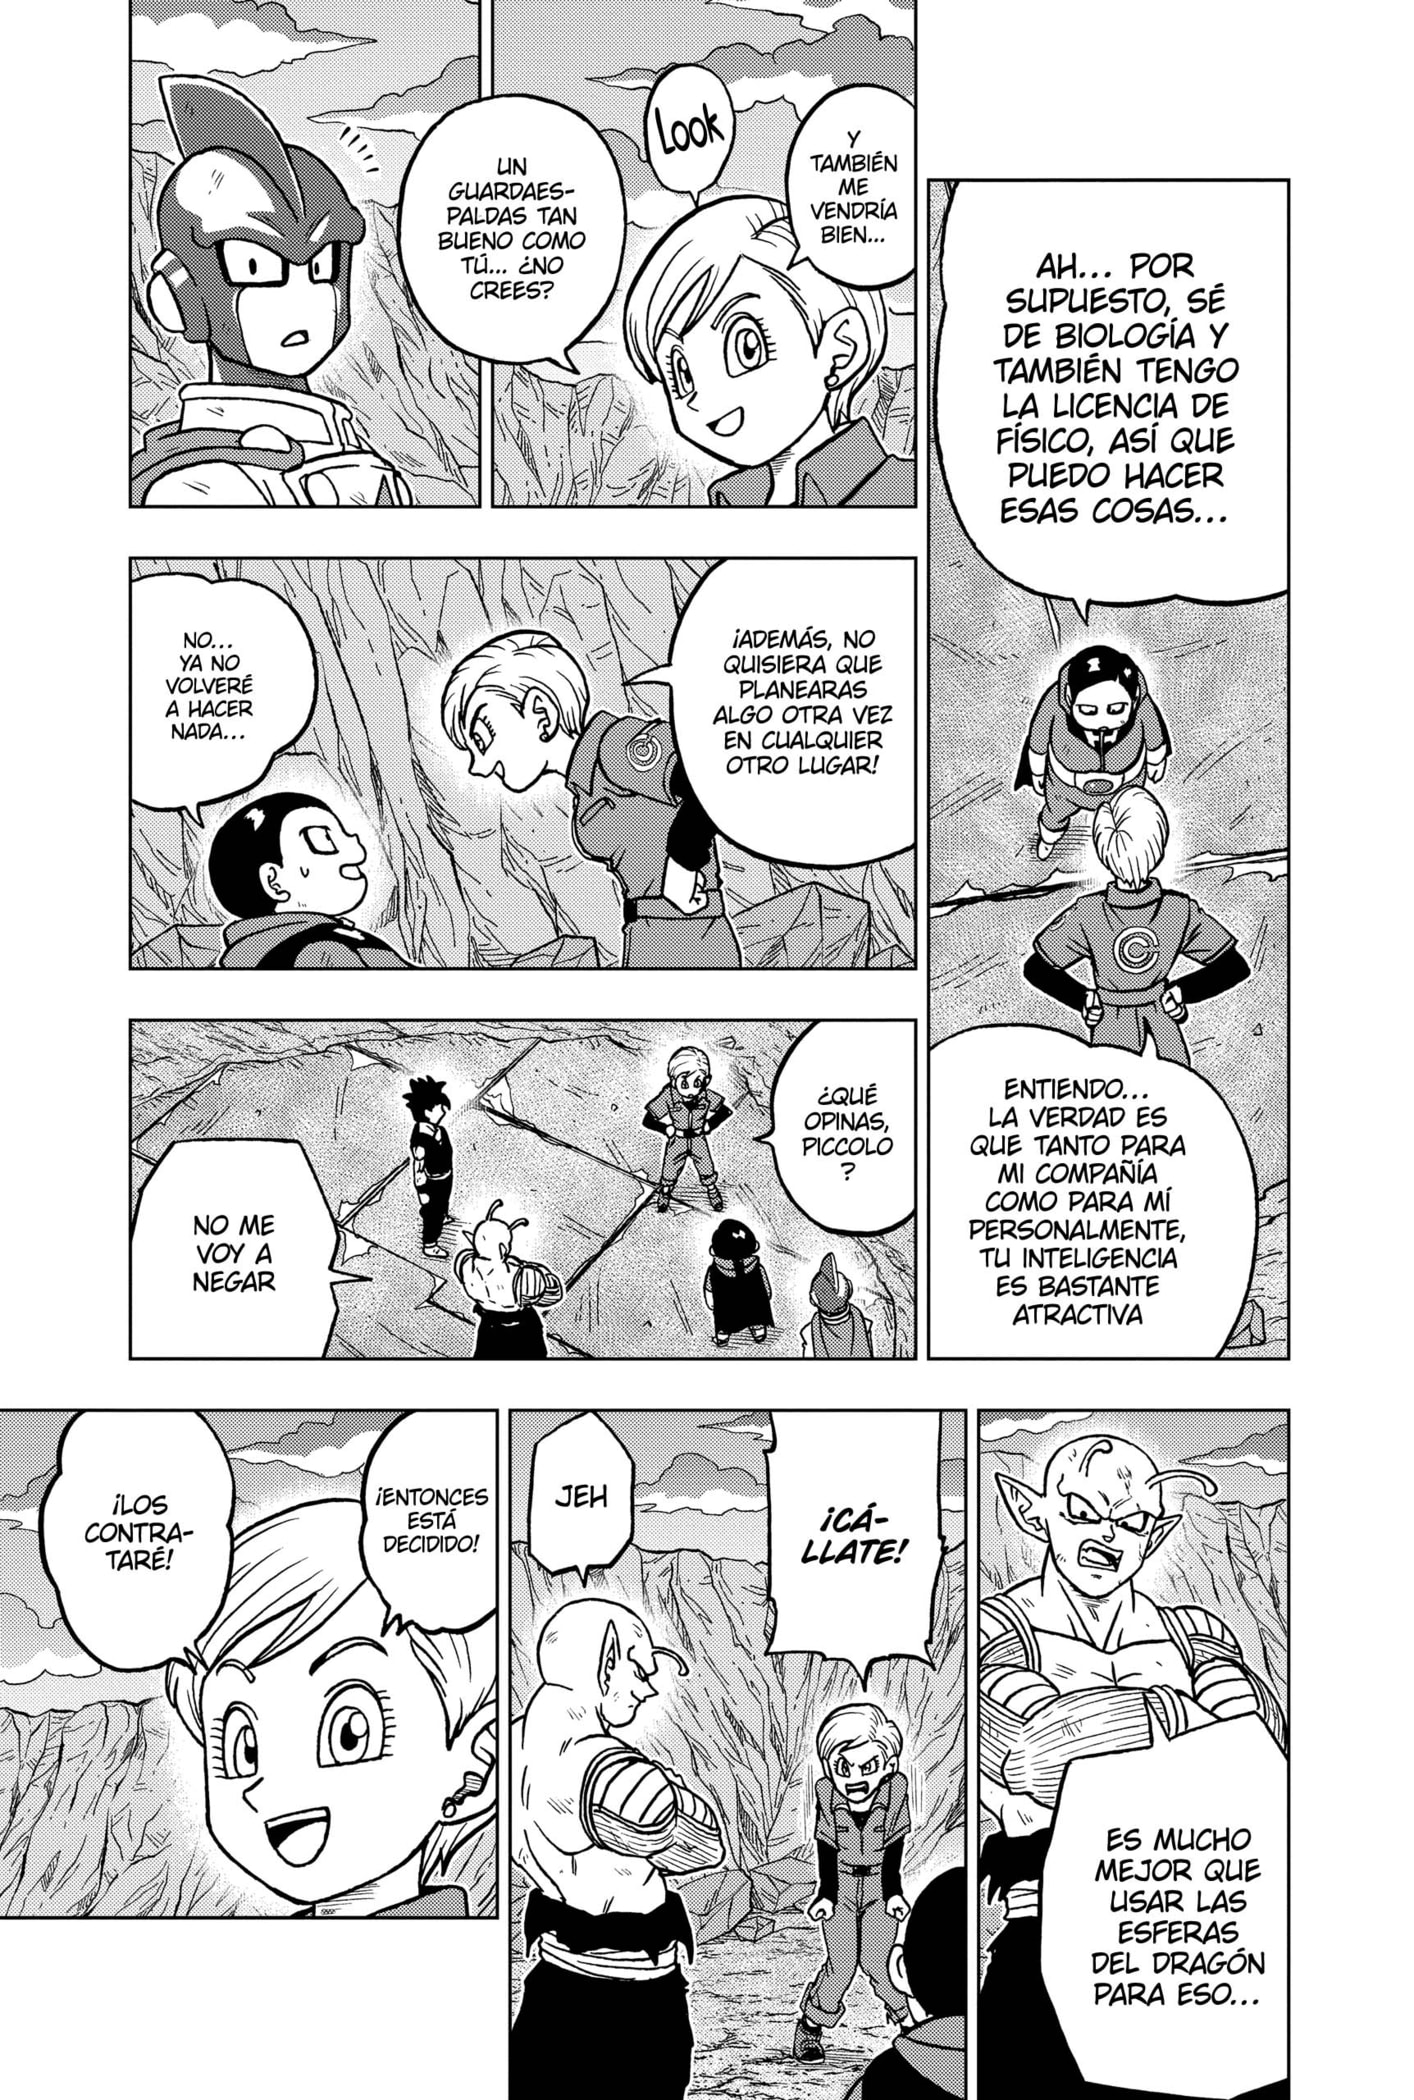 AH... POR
SUPUESTO, SÉ
DE BIOLOGÍA Y
TAMBIÉN TENGO
LA LICENCIA DE
FÍSICO, ASÍ QUE
PUEDO HACER
ESAS COSAS...
ENTIENDO...
LA VERDAD ES
QUE TANTO PARA
MI COMPAÑÍA
COMO PARA MÍ
PERSONALMENTE,
TU INTELIGENCIA
ES BASTANTE
ATRACTIVA
Y
TAMBIÉN
ME
VENDRÍA
BIEN...
Look
UN
GUARDAES-
PALDAS TAN
BUENO COMO
TÚ... ¿NO
CREES?
¡ADEMÁS, NO
QUISIERA QUE
PLANEARAS
ALGO OTRA VEZ
EN CUALQUIER
OTRO LUGAR!
NO...
YA NO
VOLVERÉ
A HACER
NADA...
¿QUÉ
OPINAS,
PICCOLO
?
NO ME
VOY A
NEGAR
ES MUCHO
MEJOR QUE
USAR LAS
ESFERAS
DEL DRAGÓN
PARA ESO...
¡CÁ-
LLATE!
JEH
¡ENTONCES
ESTÁ
DECIDIDO!
¡LOS
CONTRA-
TARÉ!